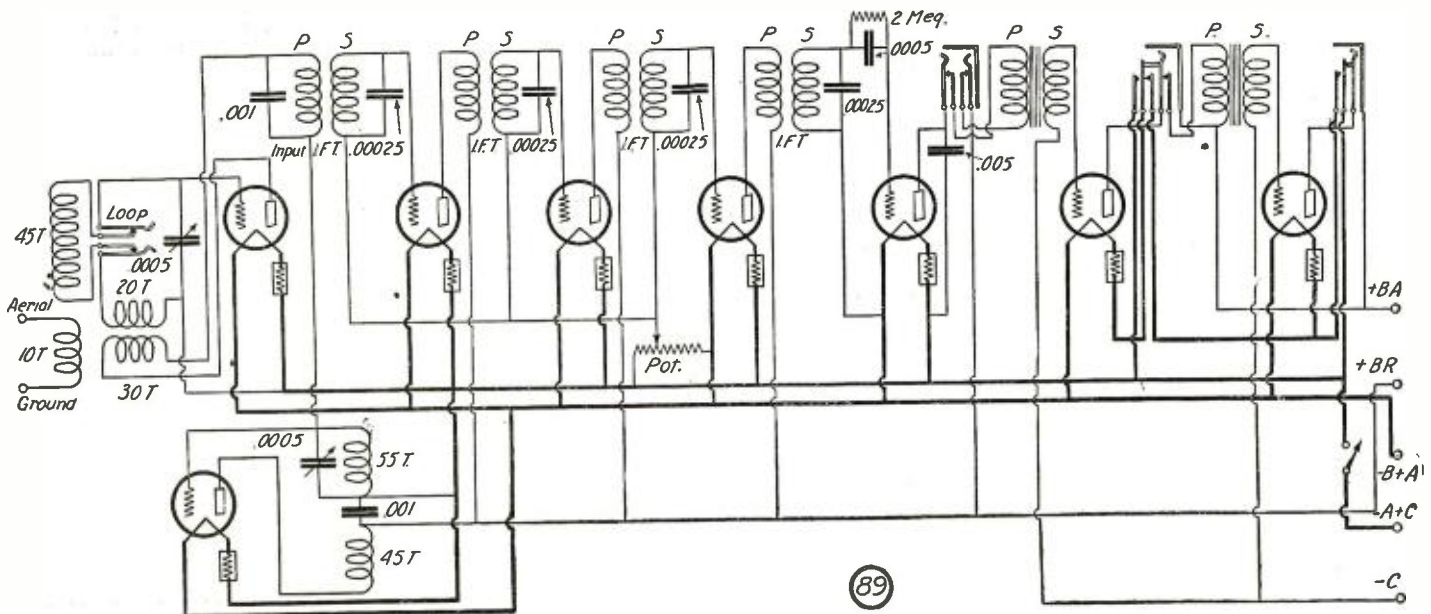 2 Meg.
P S
P S
P S
P S
P S
P. S.
.0005
.001
.00025
Input I.F.T. .00025
I.F.T .00025
I.F.T .00025
I.F.T
.005
45T
Loop
.0005
20T
Aerial
10T
30T
Ground
Pot.
+BA
+BR
-B+A
-A+C
-C
.0005
55T.
.001
45T
89